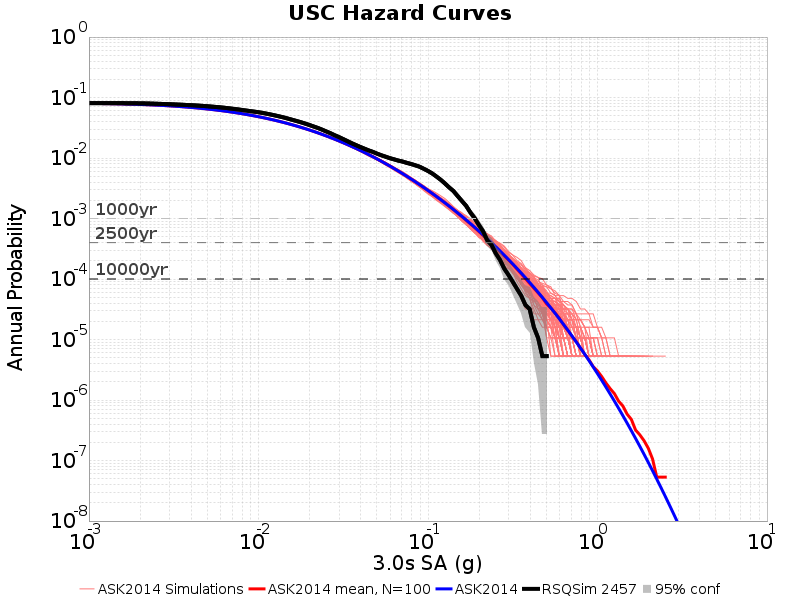 USC Hazard Curves
Annual Probability
10^0
10^-1
10^-2
10^-3
10^-4
10^-5
10^-6
10^-7
10^-8
1000yr
2500yr
10000yr
10^-3 10^-2 10^-1 10^0 10^1
3.0s SA (g)
ASK2014 Simulations ASK2014 mean, N=100 ASK2014 RSQSim 2457 95% conf